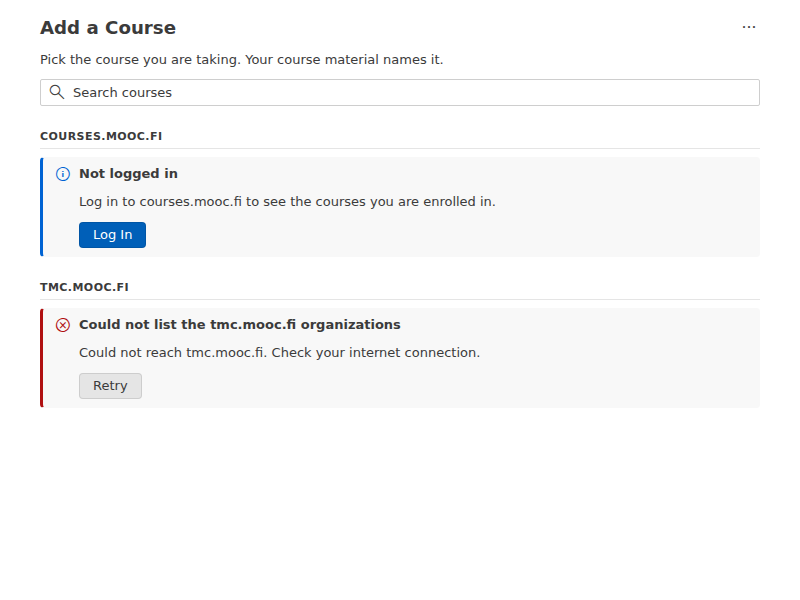 Add a Course
Pick the course you are taking. Your course material names it.
Search courses
COURSES.MOOC.FI
Not logged in
Log in to courses.mooc.fi to see the courses you are enrolled in.
Log In
TMC.MOOC.FI
Could not list the tmc.mooc.fi organizations
Could not reach tmc.mooc.fi. Check your internet connection.
Retry